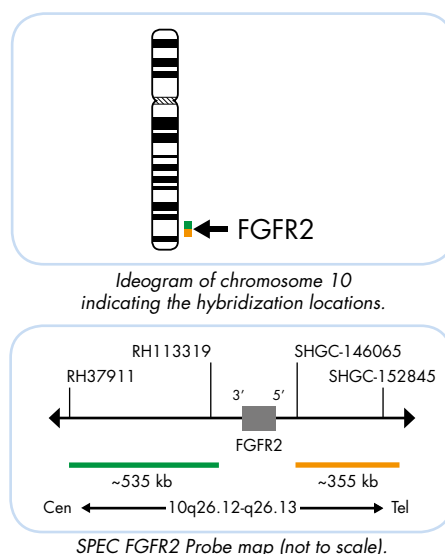 FGFR2
Ideogram of chromosome 10
indicating the hybridization locations.
RH113319 SHGC-146065
RH37911 SHGC-152845
3’ 5’
FGFR2
~535 kb ~355 kb
Cen 10q26.12-q26.13 Tel
SPEC FGFR2 Probe map (not to scale).